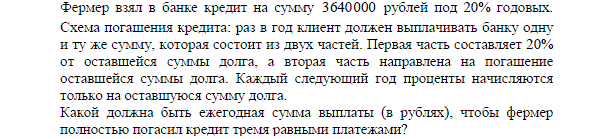 Фермер взял в банке кредит на сумму 3640000 рублей под 20% годовых.
Схема погашения кредита: раз в год клиент должен выплачивать банку одну
и ту же сумму, которая состоит из двух частей. Первая часть составляет 20%
от оставшейся суммы долга, а вторая часть направлена на погашение
оставшейся суммы долга. Каждый следующий год проценты начисляются
только на оставшуюся сумму долга.
Какой должна быть ежегодная сумма выплаты (в рублях), чтобы фермер
полностью погасил кредит тремя равными платежами?